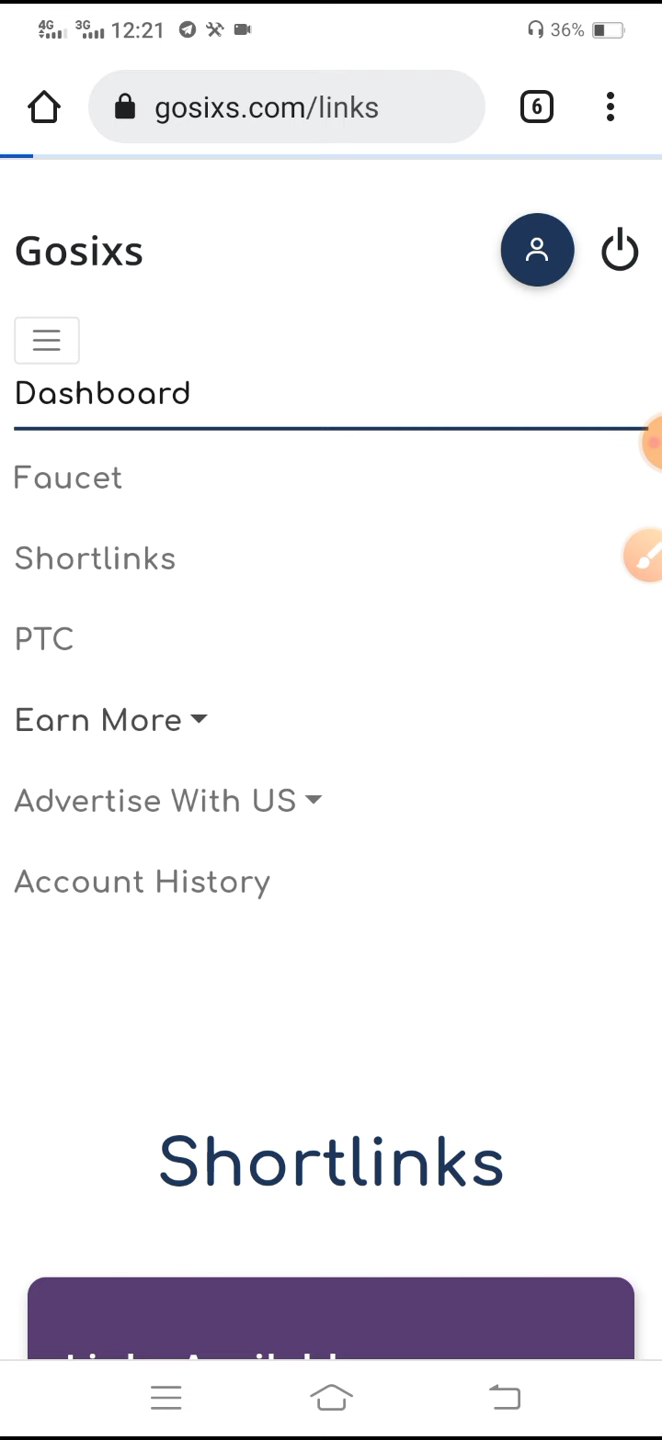 4G 3G 12:21 36%
gosixs.com/links 6
Gosixs
Dashboard
Faucet
Shortlinks
PTC
Earn More
Advertise With US
Account History
Shortlinks